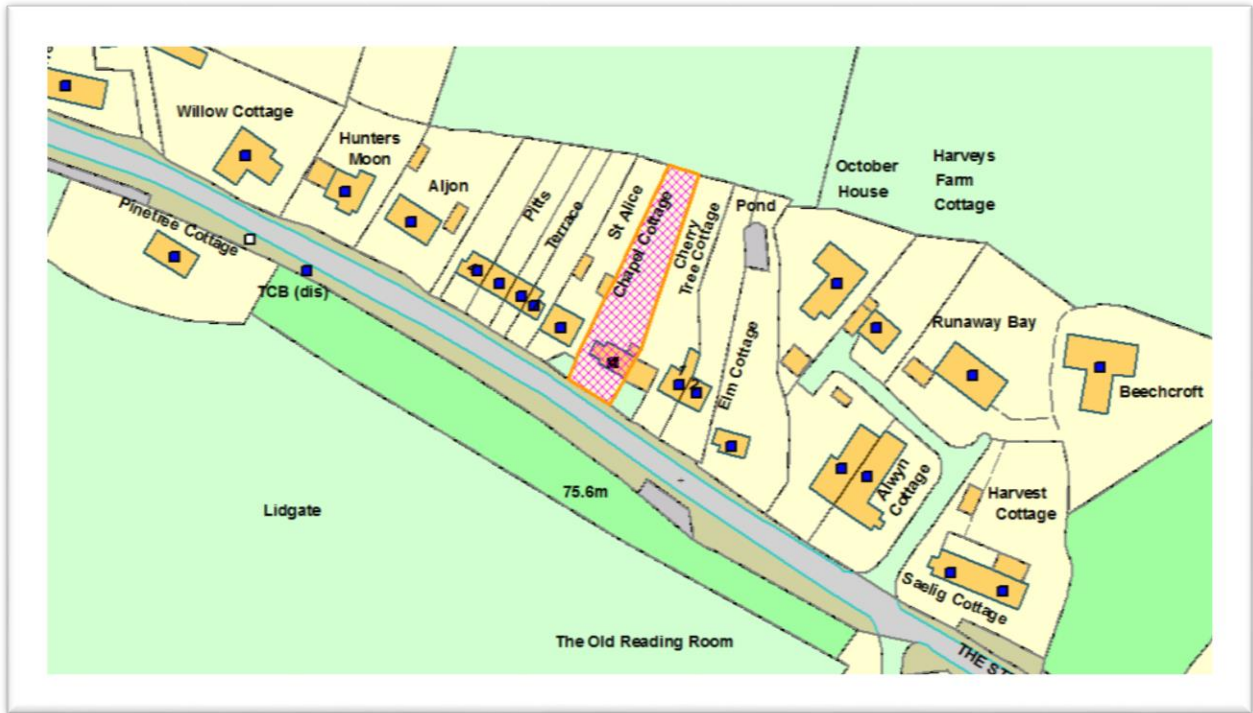 Willow Cottage
Hunters
Moon
Aljon
Pinetree Cottage
TCB (dis)
Pitts
Terrace
St Alice
Chapel Cottage
Cherry
Tree Cottage
Pond
October
House
Harveys
Farm
Cottage
Elm Cottage
Runaway Bay
Beechcroft
Alwyn
Cottage
Harvest
Cottage
Saelig Cottage
75.6m
Lidgate
The Old Reading Room
THE ST